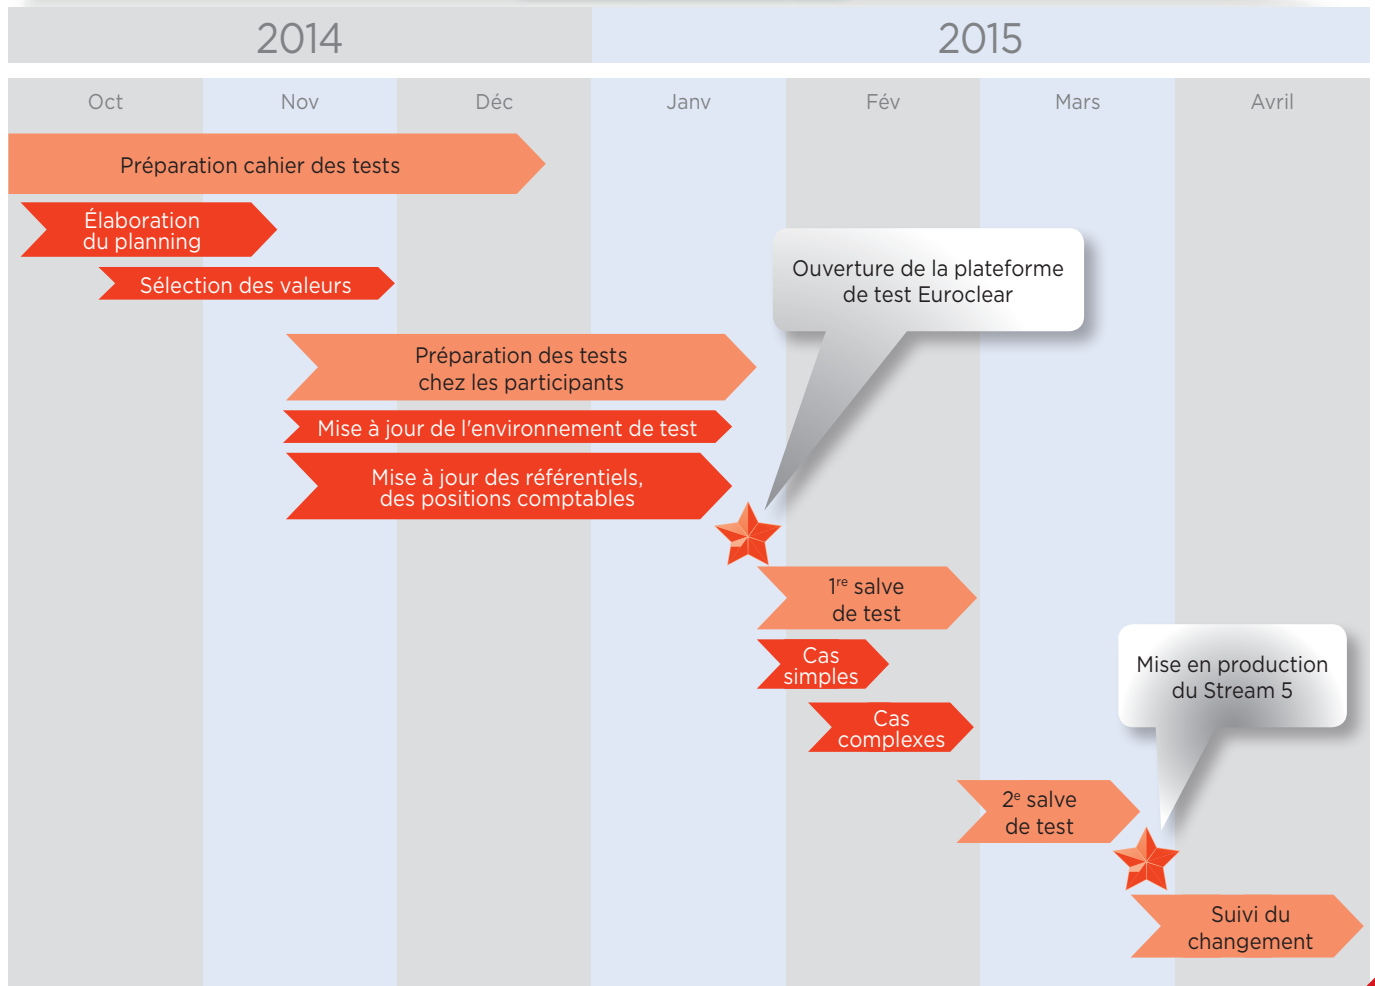 2014
2015
Oct
Nov
Déc
Janv
Fév
Mars
Avril
Préparation cahier des tests
Élaboration
du planning
Sélection des valeurs
Ouverture de la plateforme
de test Euroclear
Préparation des tests
chez les participants
Mise à jour de l'environnement de test
Mise à jour des référentiels,
des positions comptables
1re salve
de test
Cas
simples
Mise en production
du Stream 5
Cas
complexes
2e salve
de test
Suivi du
changement